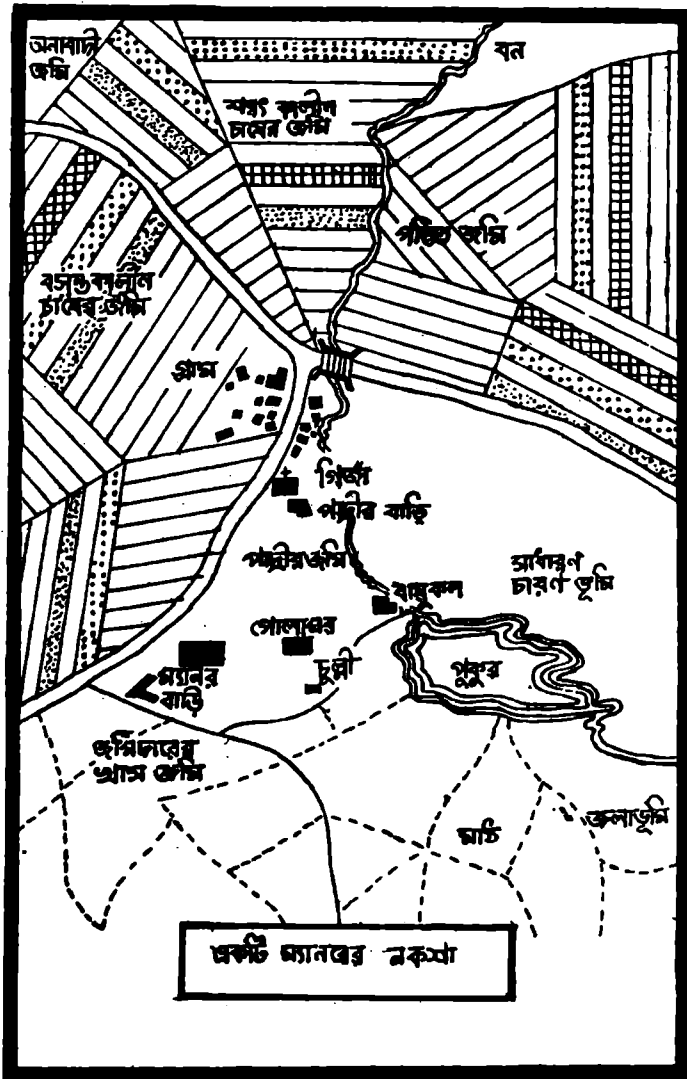 অনাবাদী
জমি
বন
শরৎ কালীন
চাষের জমি
পতিত জমি
বসন্তকালীন
চাষের জমি
গ্রাম
গির্জা
পাদ্রীর বাড়ি
পাদ্রীর জমি
সাধারণ
চারণ ভূমি
বায়ুকল
গোলাঘর
পুকুর
চুল্লী
ম্যানর
বাড়ি
জমিদারের
খাস জমি
মাঠ
জলাভূমি
একটি ম্যানরের নকশা